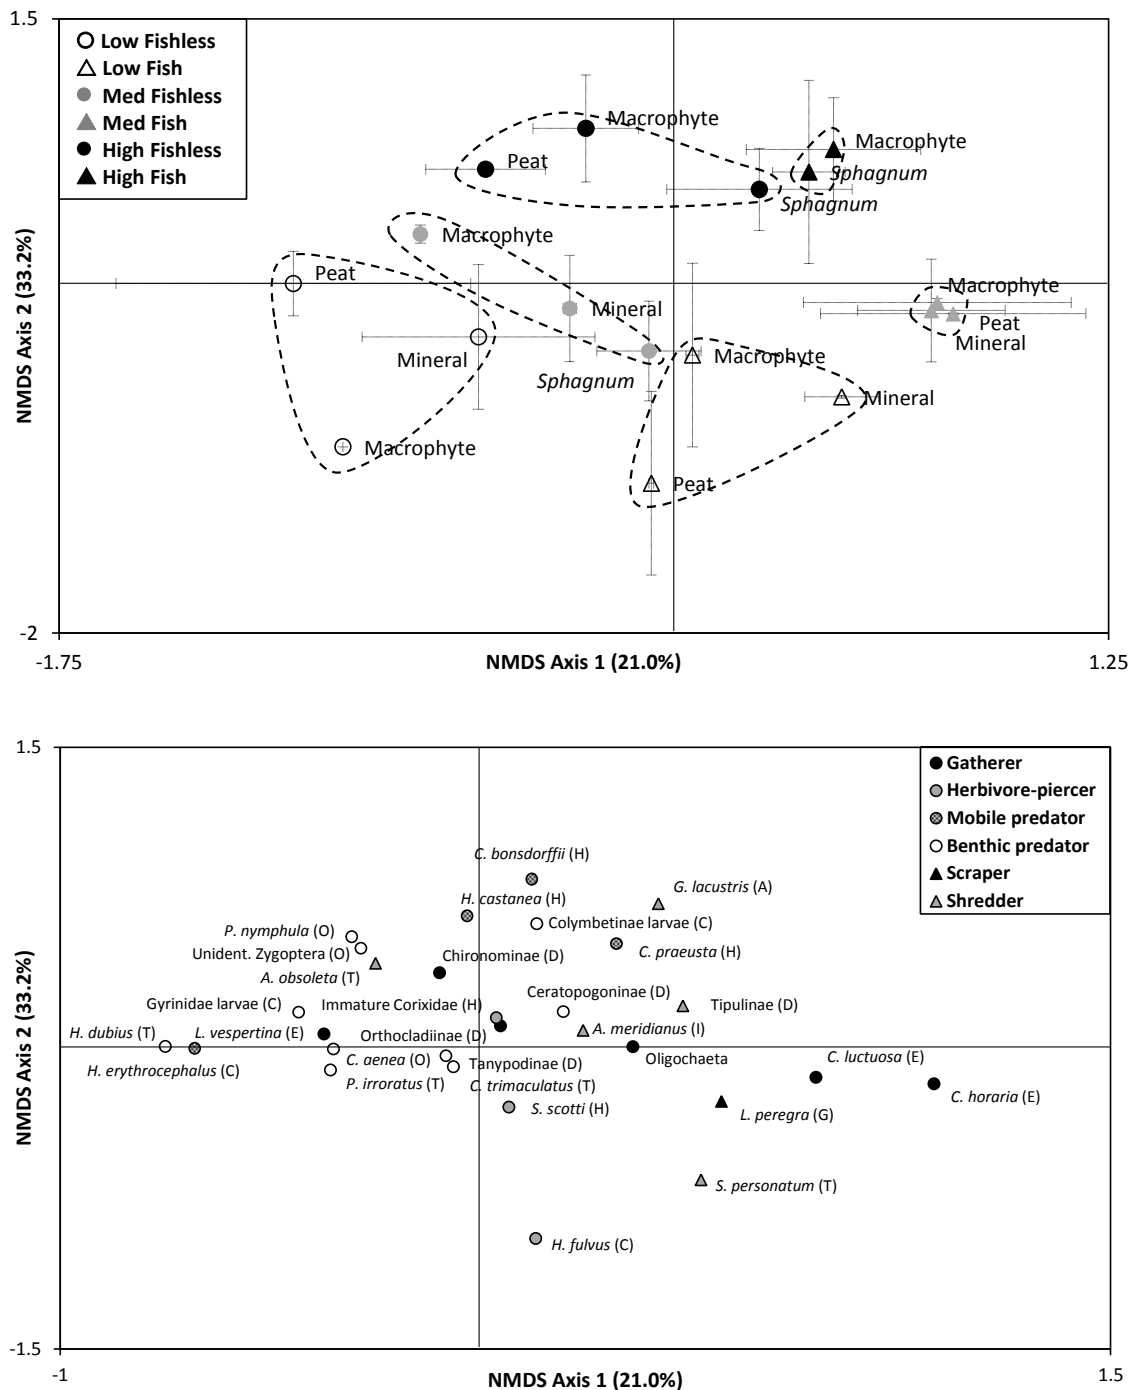 1.5
Low Fishless
Low Fish
Med Fishless
Med Fish
High Fishless
High Fish
Macrophyte
Peat
Macrophyte
Sphagnum
Sphagnum
Macrophyte
Peat
Macrophyte
Mineral
Peat
Mineral
Mineral
Macrophyte
Sphagnum
Mineral
Macrophyte
Peat
NMDS Axis 2 (33.2%)
-2
-1.75
NMDS Axis 1 (21.0%)
1.25
1.5
Gatherer
Herbivore-piercer
Mobile predator
Benthic predator
Scraper
Shredder
C. bonsdorffii (H)
G. lacustris (A)
H. castanea (H)
P. nymphula (O)
Colymbetinae larvae (C)
Unident. Zygoptera (O)
Chironominae (D)
C. praeusta (H)
A. obsoleta (T)
Gyrinidae larvae (C)
Immature Corixidae (H)
Ceratopogoninae (D)
Tipulinae (D)
H. dubius (T)
L. vespertina (E)
Orthocladiinae (D)
A. meridianus (I)
C. aenea (O)
Tanypodinae (D)
Oligochaeta
C. luctuosa (E)
H. erythrocephalus (C)
P. irroratus (T)
C. trimaculatus (T)
C. horaria (E)
S. scotti (H)
L. peregra (G)
S. personatum (T)
H. fulvus (C)
NMDS Axis 2 (33.2%)
-1.5
-1
NMDS Axis 1 (21.0%)
1.5